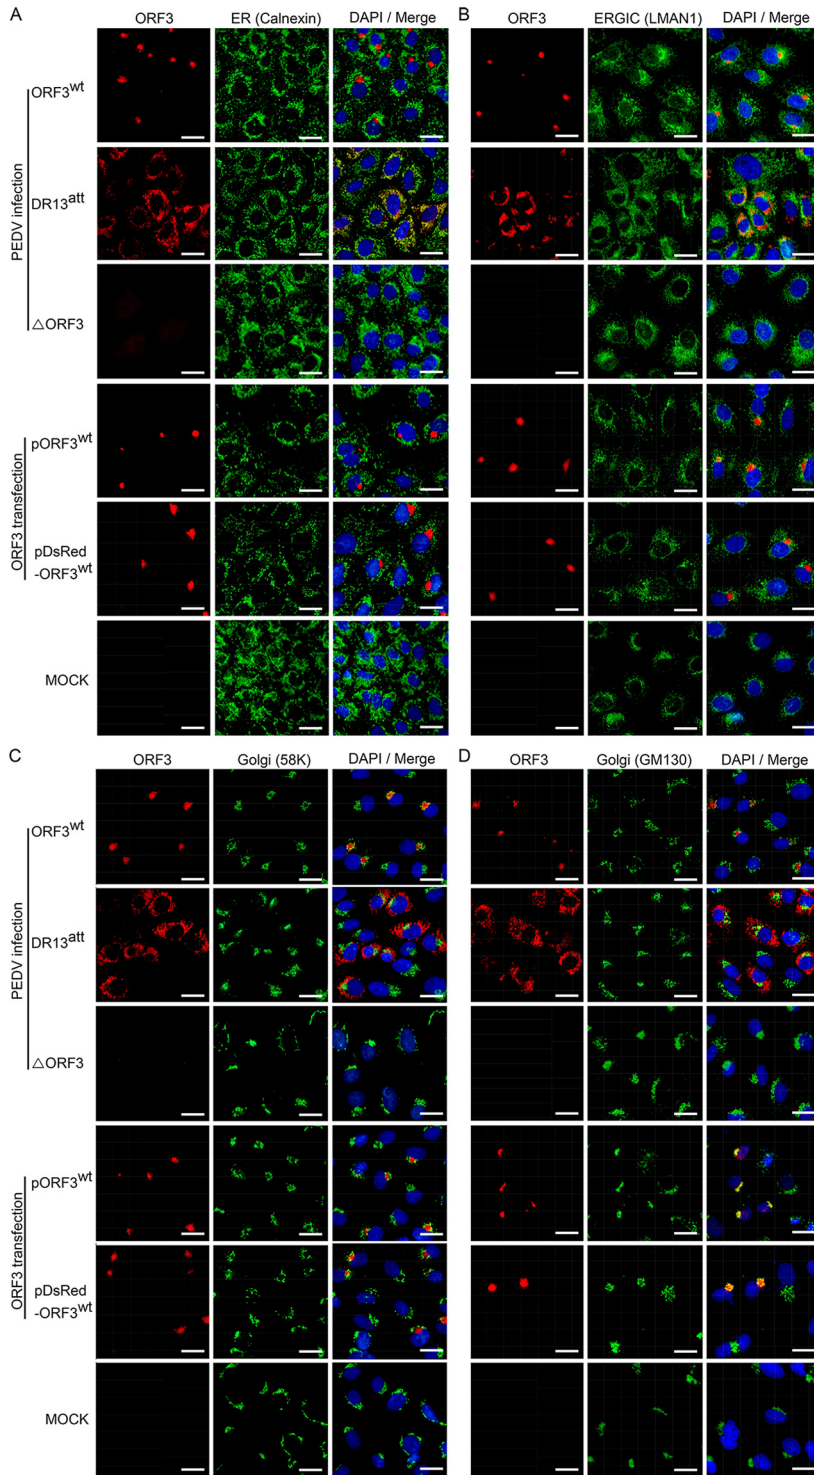 A
ORF3
ER (Calnexin)
DAPI / Merge
PEDV infection
ORF3wt
DR13att
△ORF3
ORF3 transfection
pORF3wt
pDsRed
-ORF3wt
MOCK
B
ORF3
ERGIC (LMAN1)
DAPI / Merge
C
ORF3
Golgi (58K)
DAPI / Merge
PEDV infection
ORF3wt
DR13att
△ORF3
ORF3 transfection
pORF3wt
pDsRed
-ORF3wt
MOCK
D
ORF3
Golgi (GM130)
DAPI / Merge